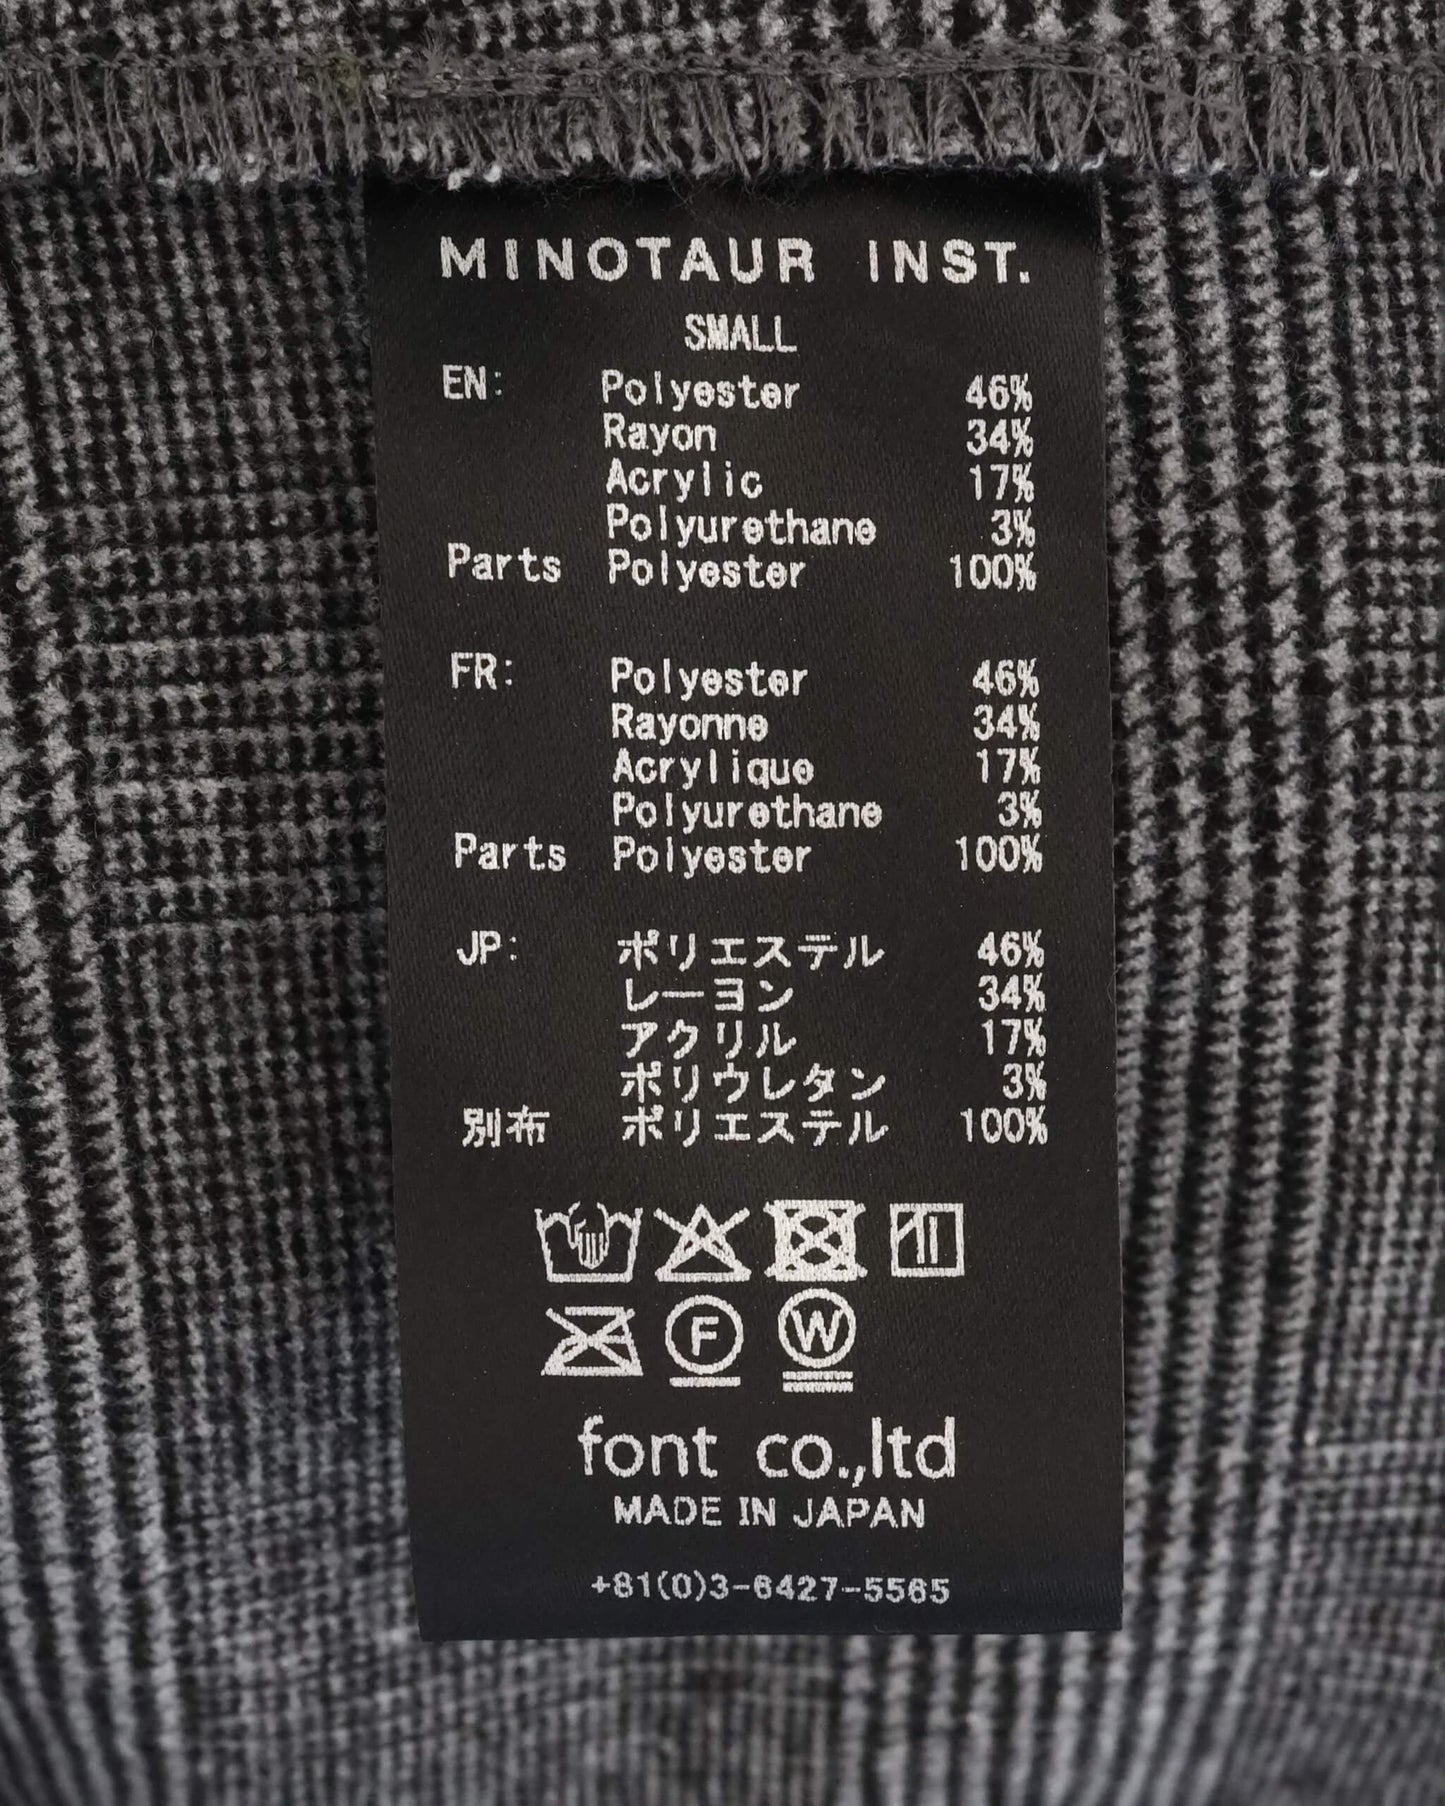 MINOTAUR INST.
SMALL
EN: Polyester 46%
Rayon 34%
Acrylic 17%
Polyurethane 3%
Parts Polyester 100%
FR: Polyester 46%
Rayonne 34%
Acrylique 17%
Polyurethane 3%
Parts Polyester 100%
JP: ポリエステル 46%
レーヨン 34%
アクリル 17%
ポリウレタン 3%
別布 ポリエステル 100%
F W
font co.,ltd
MADE IN JAPAN
+81(0)3-6427-5565